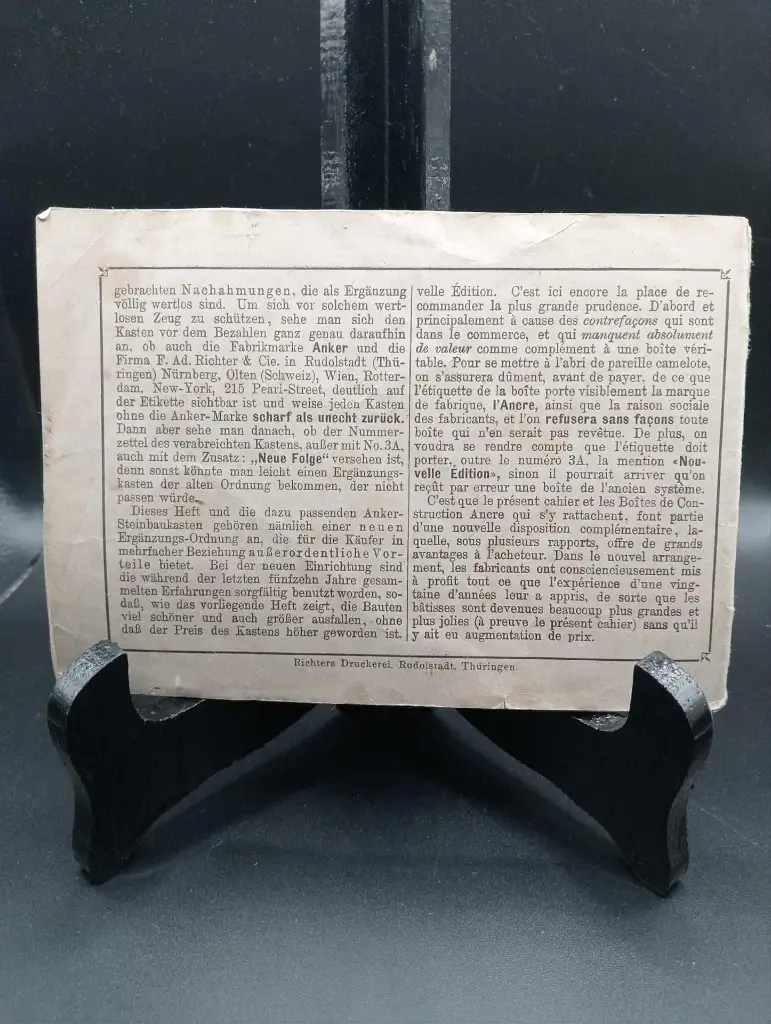 gebrachten Nachahmungen, die als Ergänzung
völlig wertlos sind. Um sich vor solchem wert-
losen Zeug zu schützen, sehe man sich den
Kasten vor dem Bezahlen ganz genau daraufhin
an, ob auch die Fabrikmarke Anker und die
Firma F. Ad. Richter & Cie. in Rudolstadt (Thü-
ringen) Nürnberg, Olten (Schweiz), Wien, Rotter-
dam, New-York, 215 Pearl-Street, deutlich auf
der Etikette sichtbar ist und weise jeden Kasten
ohne die Anker-Marke scharf als unecht zurück.
Dann aber sehe man danach, ob der Nummer-
zettel des verabreichten Kastens, außer mit No. 3A,
auch mit dem Zusatz: „Neue Folge" versehen ist,
denn sonst könnte man leicht einen Ergänzungs-
kasten der alten Ordnung bekommen, der nicht
passen würde.
Dieses Heft und die dazu passenden Anker-
Steinbaukasten gehören nämlich einer neuen
Ergänzungs-Ordnung an, die für die Käufer in
mehrfacher Beziehung außerordentliche Vor-
teile bietet. Bei der neuen Einrichtung sind
die während der letzten fünfzehn Jahre gesam-
melten Erfahrungen sorgfältig benutzt worden, so-
daß, wie das vorliegende Heft zeigt, die Bauten
viel schöner und auch größer ausfallen, ohne
daß der Preis des Kastens höher geworden ist.
velle Édition. C'est ici encore la place de re-
commander la plus grande prudence. D'abord et
principalement à cause des contrefaçons qui sont
dans le commerce, et qui manquent absolument
de valeur comme complément à une boîte véri-
table. Pour se mettre à l'abri de pareille camelote,
on s'assurera dûment, avant de payer, de ce que
l'étiquette de la boîte porte visiblement la marque
de fabrique, l'Ancre, ainsi que la raison sociale
des fabricants, et l'on refusera sans façons toute
boîte qui n'en serait pas revêtue. De plus, on
voudra se rendre compte que l'étiquette doit
porter, outre le numéro 3A, la mention «Nou-
velle Édition», sinon il pourrait arriver qu'on
reçût par erreur une boîte de l'ancien système.
C'est que le présent cahier et les Boîtes de Con-
struction Ancre qui s'y rattachent, font partie
d'une nouvelle disposition complémentaire, la-
quelle, sous plusieurs rapports, offre de grands
avantages à l'acheteur. Dans le nouvel arrange-
ment, les fabricants ont consciencieusement mis
à profit tout ce que l'expérience d'une ving-
taine d'années leur a appris, de sorte que les
bâtisses sont devenues beaucoup plus grandes et
plus jolies (à preuve le présent cahier) sans qu'il
y ait eu augmentation de prix.
Richters Druckerei, Rudolstadt, Thüringen.